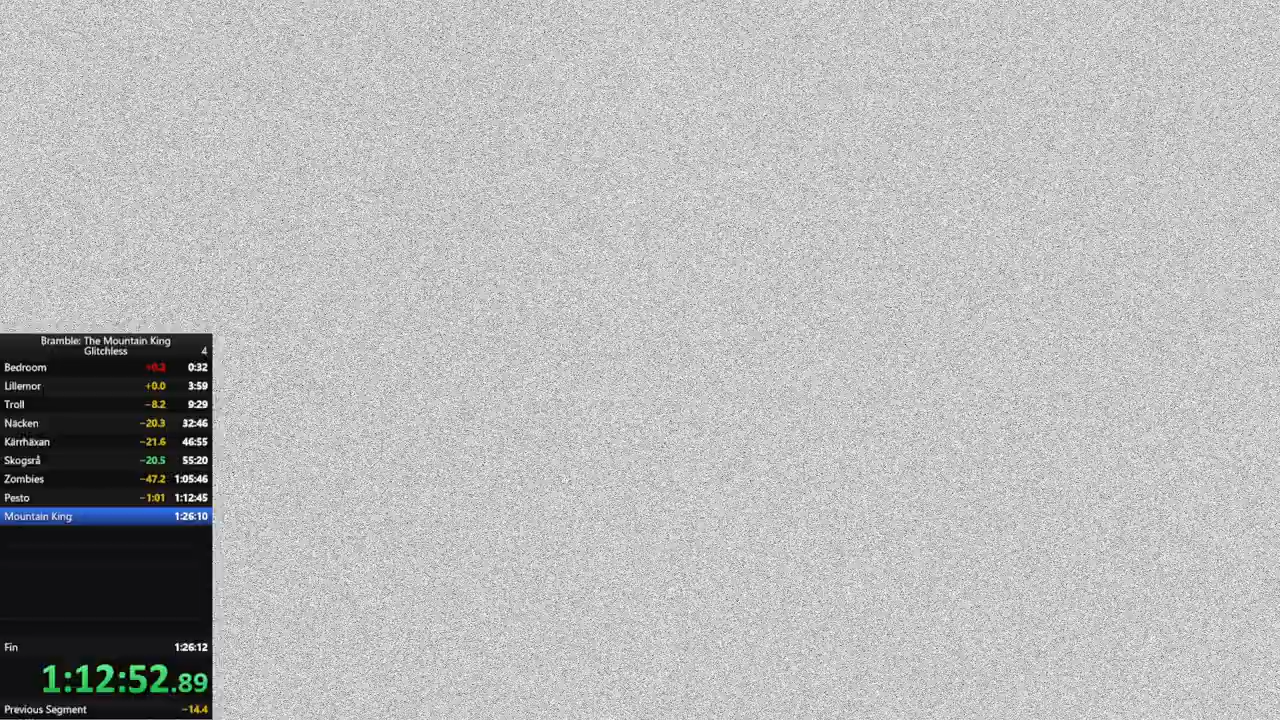 Bramble: The Mountain King
Glitchless 4
Bedroom +0.3 0:32
Lillemor +0.0 3:59
Troll −8.2 9:29
Näcken −20.3 32:46
Kärrhäxan −21.6 46:55
Skogsrå −20.5 55:20
Zombies −47.2 1:05:46
Pesto −1:01 1:12:45
Mountain King 1:26:10
Fin 1:26:12
1:12:52.89
Previous Segment −14.4